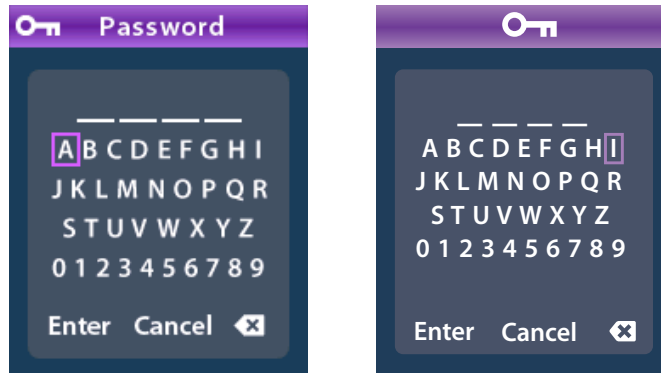 Password
A B C D E F G H I
J K L M N O P Q R
S T U V W X Y Z
0 1 2 3 4 5 6 7 8 9
Enter Cancel
A B C D E F G H I
J K L M N O P Q R
S T U V W X Y Z
0 1 2 3 4 5 6 7 8 9
Enter Cancel